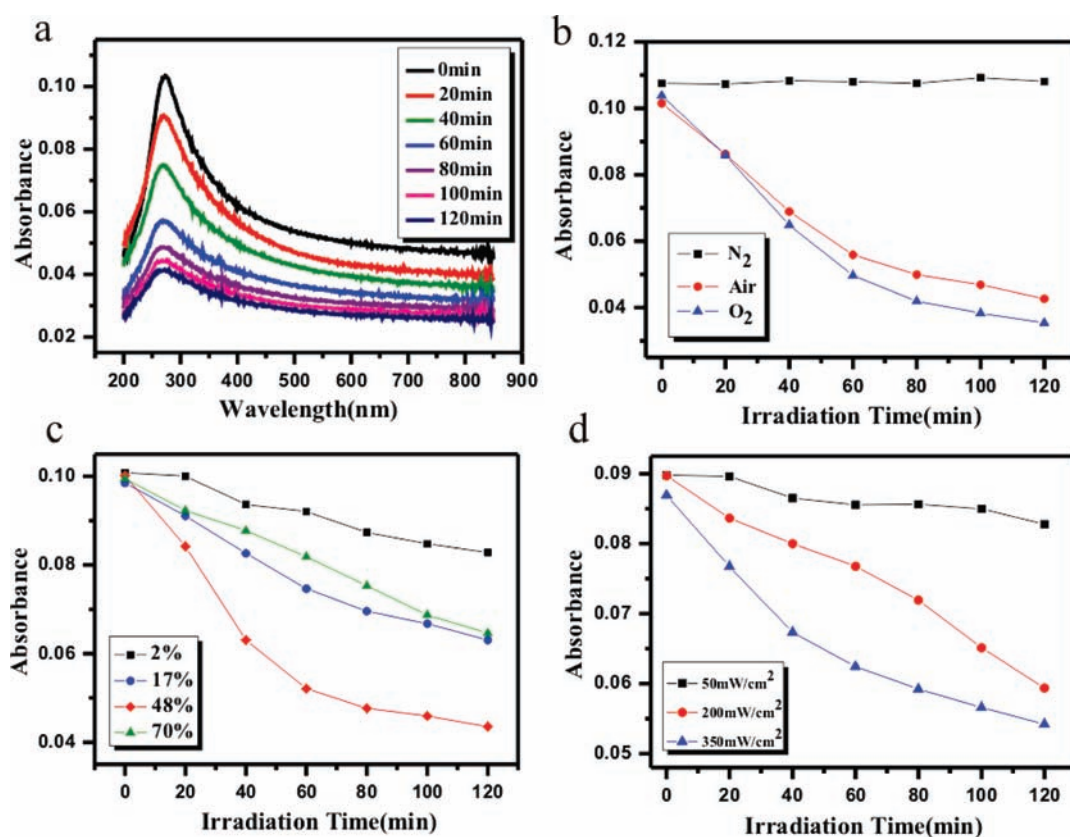 a
0.10
0.08
0.06
0.04
0.02
Absorbance
200 300 400 500 600 700 800 900
Wavelength(nm)
0min
20min
40min
60min
80min
100min
120min
b
0.12
0.10
0.08
0.06
0.04
Absorbance
0 20 40 60 80 100 120
Irradiation Time(min)
N2
Air
O2
c
0.10
0.08
0.06
0.04
Absorbance
0 20 40 60 80 100 120
Irradiation Time(min)
2%
17%
48%
70%
d
0.09
0.08
0.07
0.06
0.05
Absorbance
0 20 40 60 80 100 120
Irradiation Time(min)
50mW/cm2
200mW/cm2
350mW/cm2